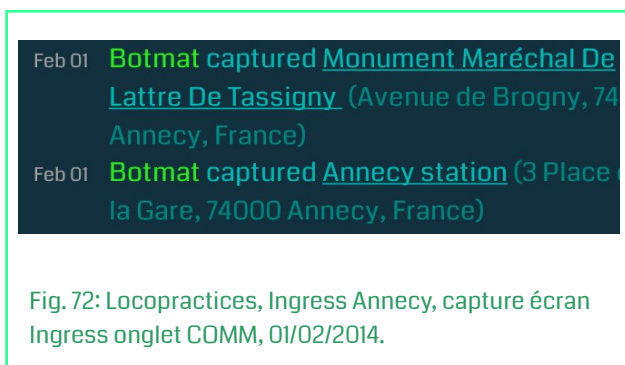 Feb 01 Botmat captured Monument Maréchal De
Lattre De Tassigny (Avenue de Brogny, 74
Annecy, France)
Feb 01 Botmat captured Annecy station (3 Place
la Gare, 74000 Annecy, France)
Fig. 72: Locopractices, Ingress Annecy, capture écran
Ingress onglet COMM, 01/02/2014.